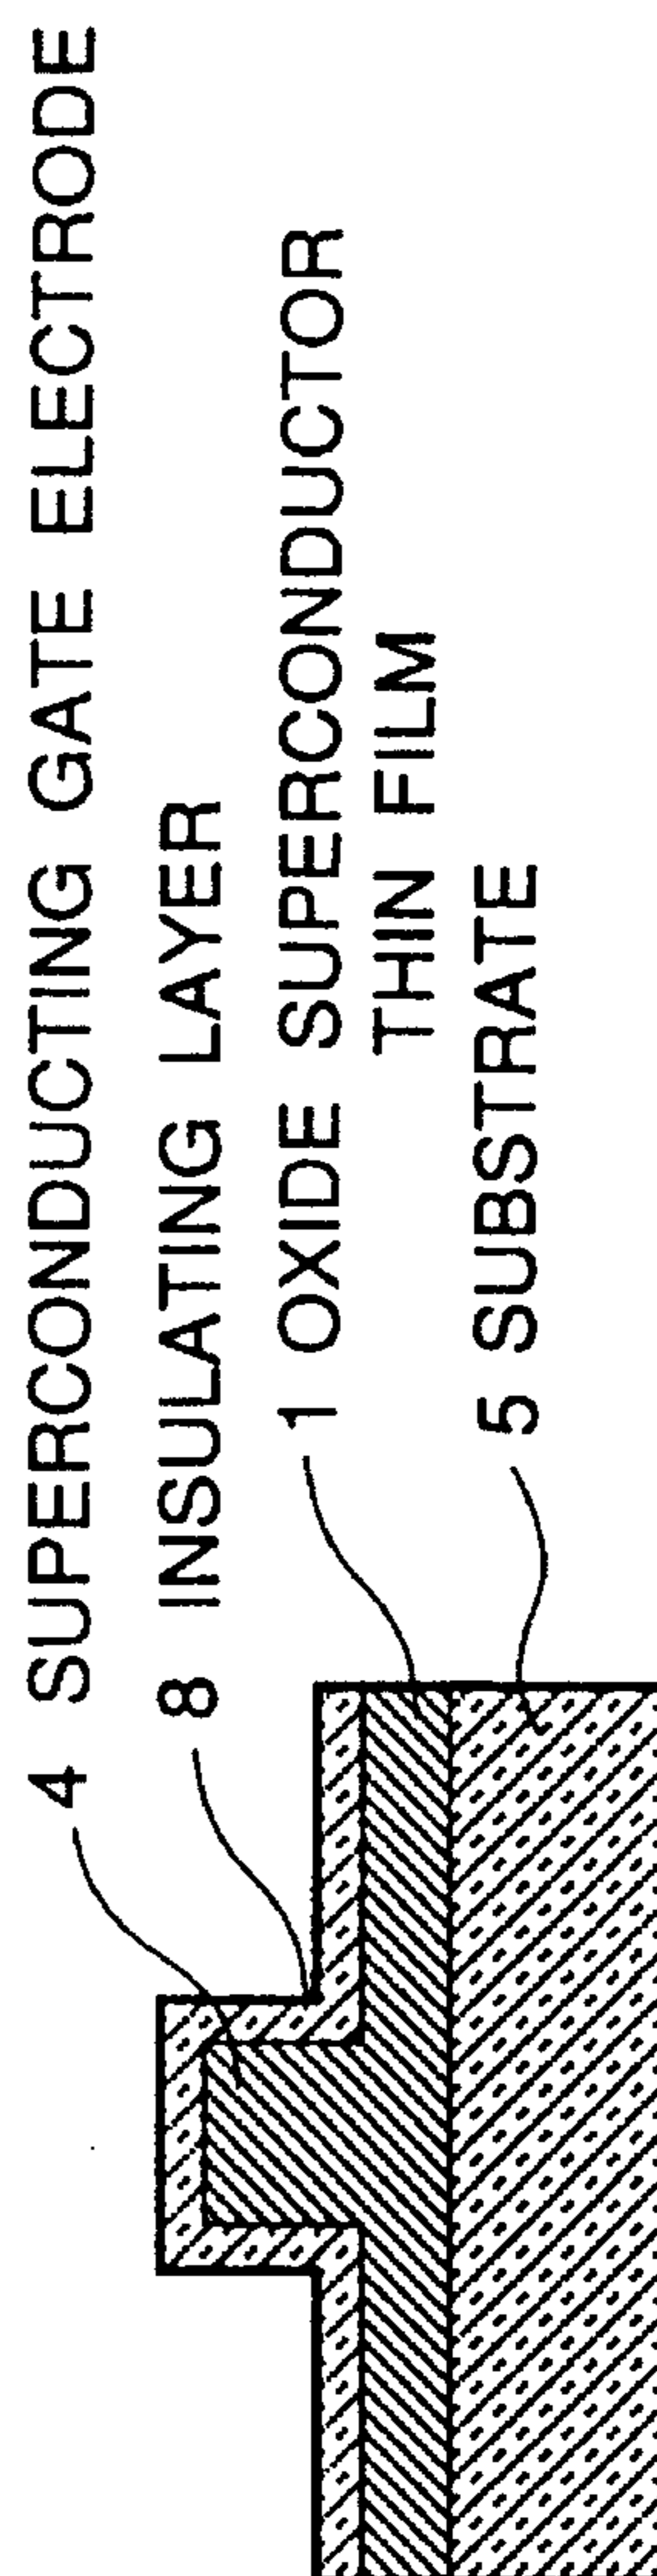 4 SUPERCONDUCTING GATE ELECTRODE
8 INSULATING LAYER
1 OXIDE SUPERCONDUCTOR
THIN FILM
5 SUBSTRATE